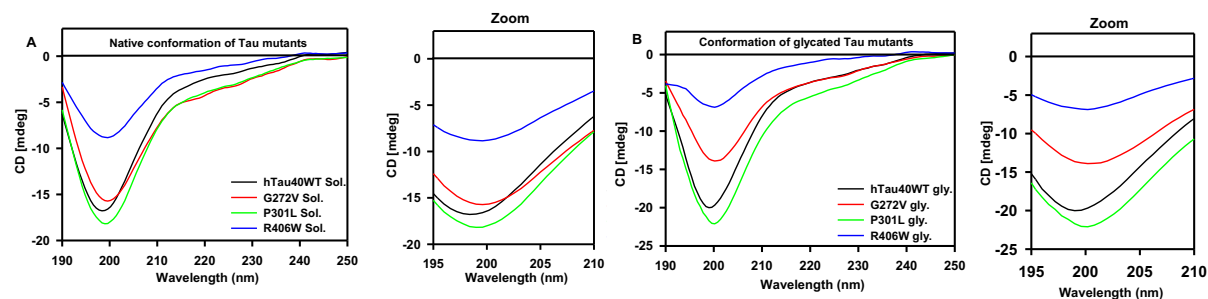 A
Native conformation of Tau mutants
0
-5
-10
-15
-20
CD [mdeg]
190 200 210 220 230 240 250
Wavelength (nm)
hTau40WT Sol.
G272V Sol.
P301L Sol.
R406W Sol.
Zoom
0
-5
-10
-15
-20
CD [mdeg]
195 200 205 210
Wavelength (nm)
B
Conformation of glycated Tau mutants
0
-5
-10
-15
-20
-25
CD [mdeg]
190 200 210 220 230 240 250
Wavelength (nm)
hTau40WT gly.
G272V gly.
P301L gly.
R406W gly.
Zoom
0
-5
-10
-15
-20
-25
CD [mdeg]
195 200 205 210
Wavelength (nm)